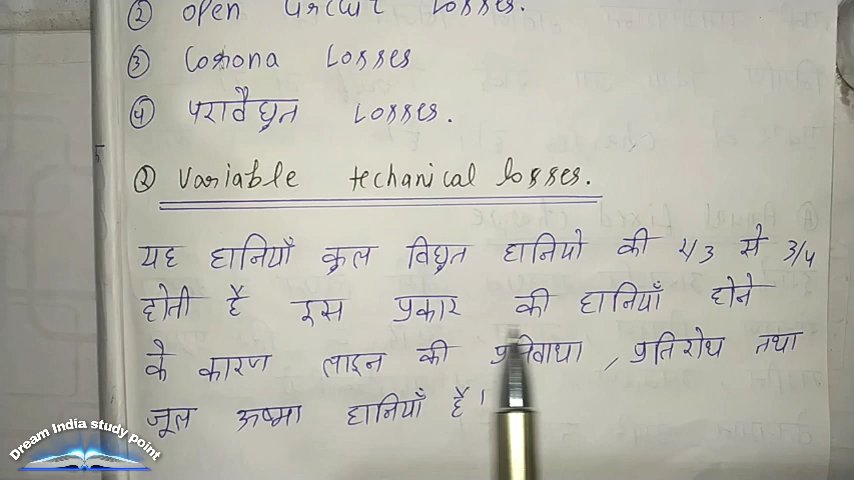 ② open circuit losses.
③ Corona losses
④ परावैद्युत losses.
② Variable techanical losses.
यह हानियाँ कुल विद्युत हानियो की 2/3 से 3/4
होती है इस प्रकार की हानियाँ होने
के कारण लाइन की प्रतिबाधा, प्रतिरोध तथा
जूल ऊष्मा हानियाँ है।
Dream India study point